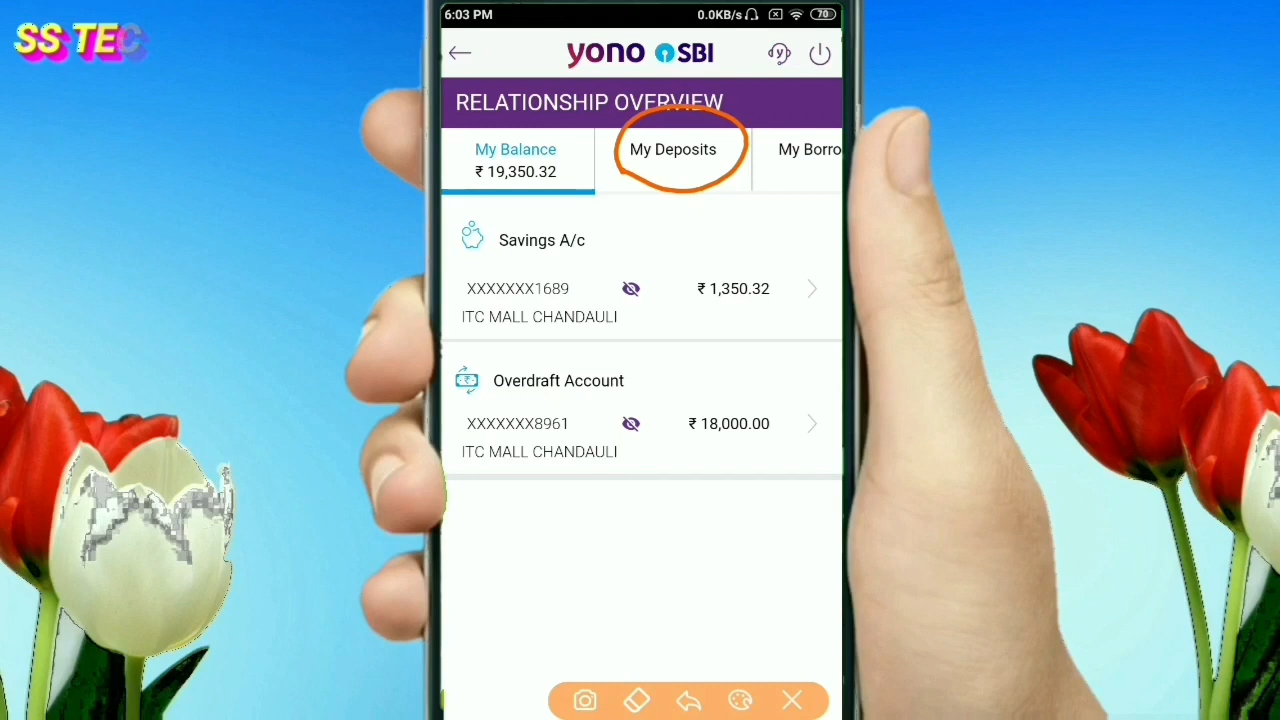 SS TEC
6:03 PM 0.0KB/s 70
yono SBI
RELATIONSHIP OVERVIEW
My Balance My Deposits My Borro
₹ 19,350.32
Savings A/c
XXXXXXX1689 ₹ 1,350.32
ITC MALL CHANDAULI
Overdraft Account
XXXXXXX8961 ₹ 18,000.00
ITC MALL CHANDAULI